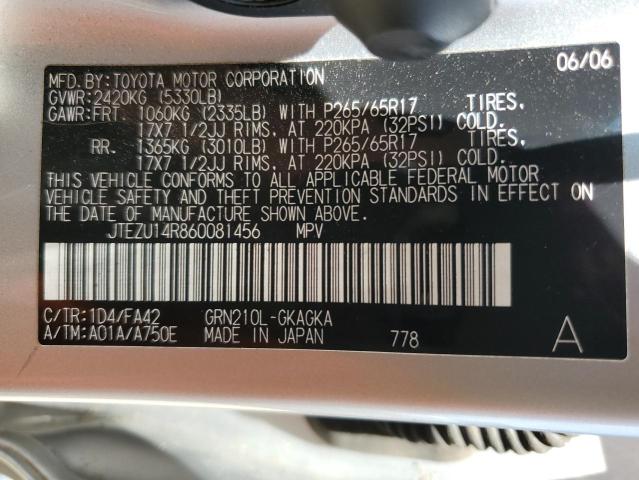 06/06
MFD. BY: TOYOTA MOTOR CORPORATION
GVWR: 2420KG (5330LB)
GAWR: FRT. 1060KG (2335LB) WITH P265/65R17 TIRES.
17X7 1/2JJ RIMS. AT 220KPA (32PSI) COLD.
RR. 1365KG (3010LB) WITH P265/65R17 TIRES.
17X7 1/2JJ RIMS. AT 220KPA (32PSI) COLD.
THIS VEHICLE CONFORMS TO ALL APPLICABLE FEDERAL MOTOR
VEHICLE SAFETY AND THEFT PREVENTION STANDARDS IN EFFECT ON
THE DATE OF MANUFACTURE SHOWN ABOVE.
JTEZU14R860081456 MPV
C/TR: 1D4/FA42 GRN210L-GKAGKA
A/TM: A01A/A750E MADE IN JAPAN 778 A